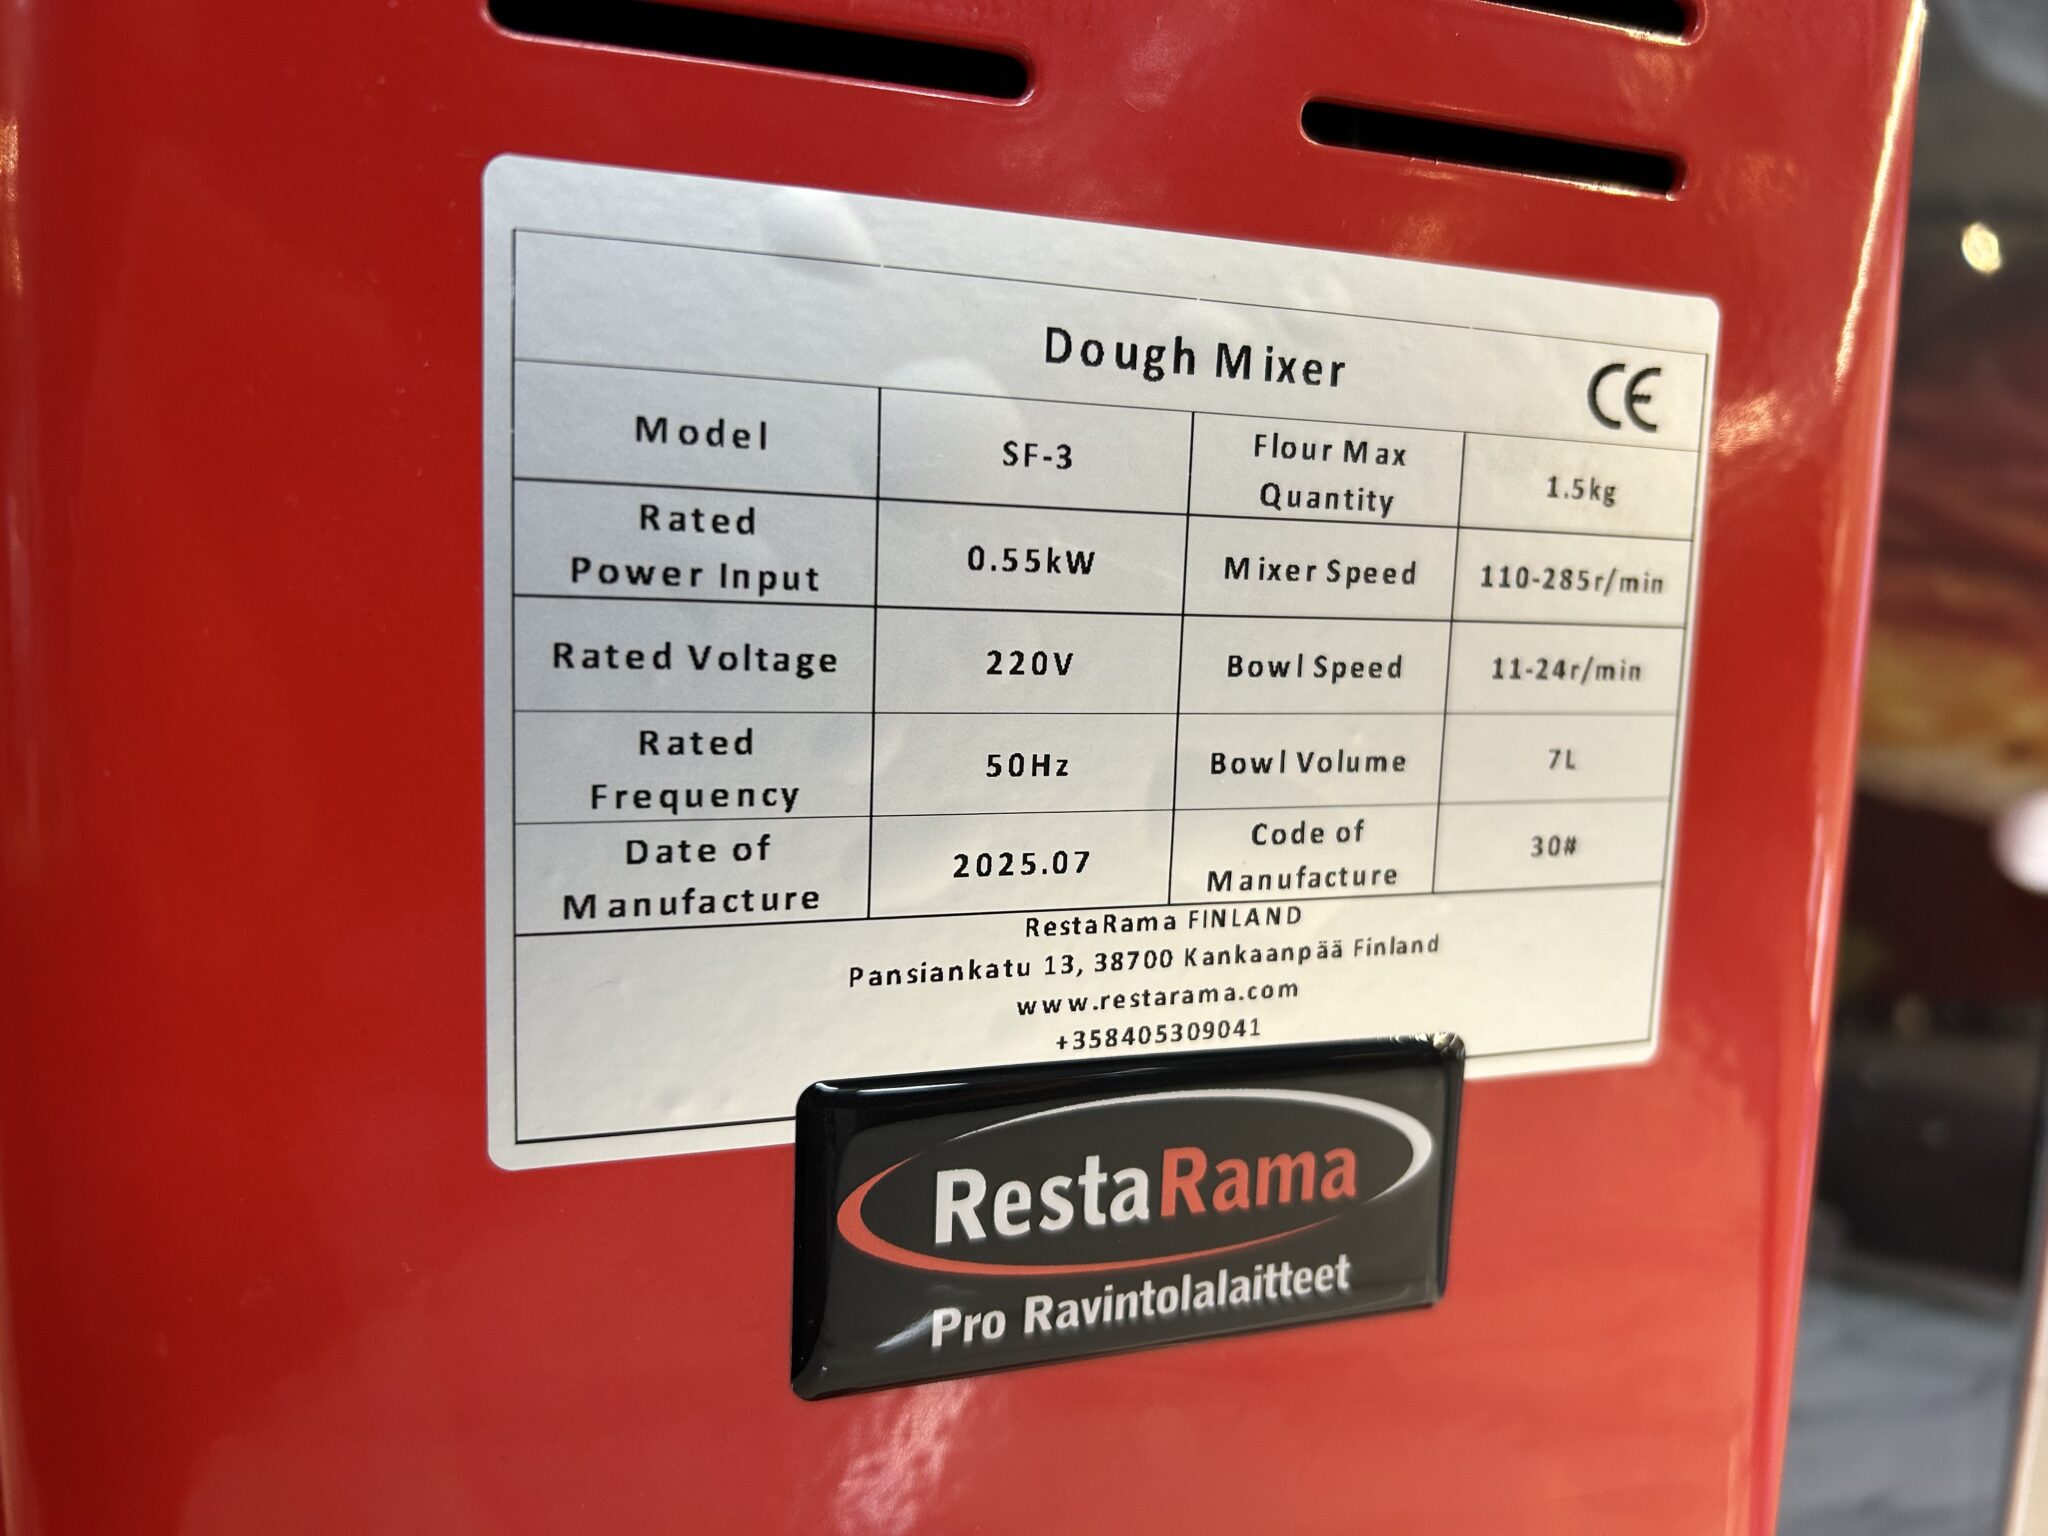 Dough Mixer
CE
Model SF-3 Flour Max Quantity 1.5kg
Rated Power Input 0.55kW Mixer Speed 110-285r/min
Rated Voltage 220V Bowl Speed 11-24r/min
Rated Frequency 50Hz Bowl Volume 7L
Date of Manufacture 2025.07 Code of Manufacture 30#
RestaRama FINLAND
Pansiankatu 13, 38700 Kankaanpää Finland
www.restarama.com
+358405309041
RestaRama
Pro Ravintolalaitteet